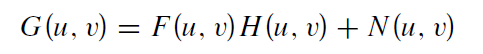 G(u, v) = F(u, v)H(u, v) + N(u, v)